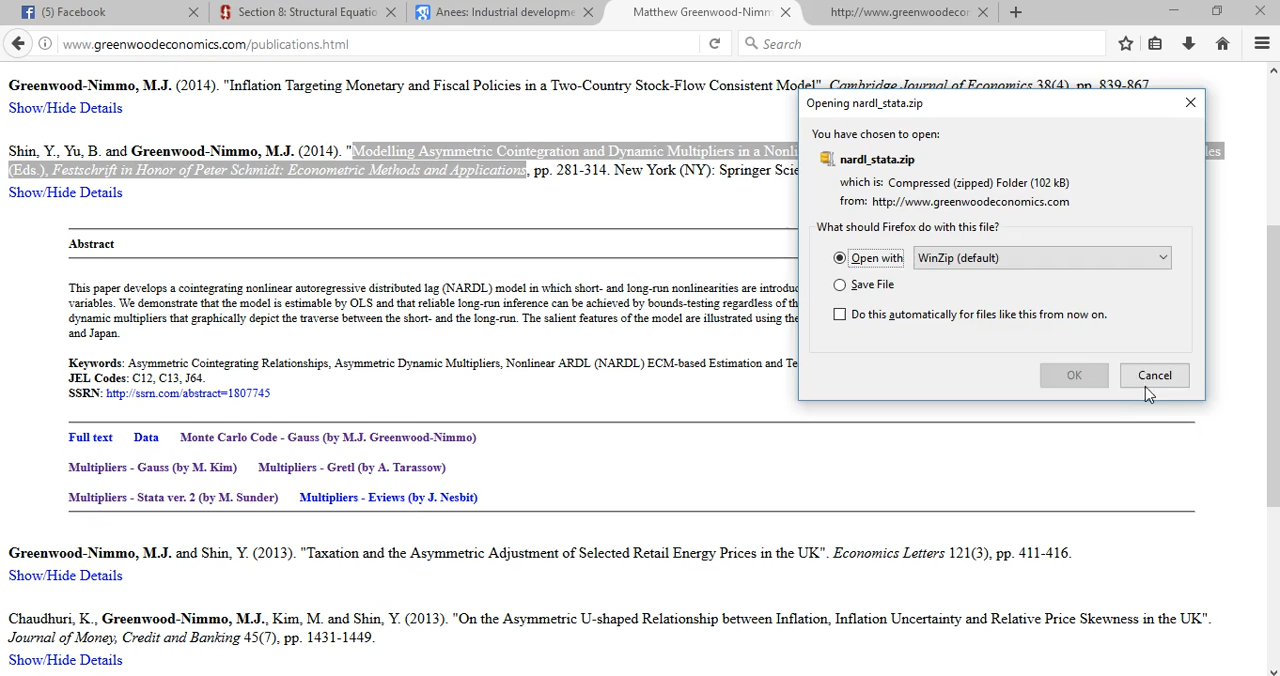 (5) Facebook
Section 8: Structural Equatio
Anees: Industrial developme
Matthew Greenwood-Nimm
http://www.greenwoodecor
www.greenwoodeconomics.com/publications.html
Search
Greenwood-Nimmo, M.J. (2014). "Inflation Targeting Monetary and Fiscal Policies in a Two-Country Stock-Flow Consistent Model". Cambridge Journal of Economics 38(4), pp. 839-867.
Show/Hide Details
Shin, Y., Yu, B. and Greenwood-Nimmo, M.J. (2014). "Modelling Asymmetric Cointegration and Dynamic Multipliers in a Nonli
(Eds.), Festschrift in Honor of Peter Schmidt: Econometric Methods and Applications, pp. 281-314. New York (NY): Springer Scie
Show/Hide Details
Abstract
This paper develops a cointegrating nonlinear autoregressive distributed lag (NARDL) model in which short- and long-run nonlinearities are introdu
variables. We demonstrate that the model is estimable by OLS and that reliable long-run inference can be achieved by bounds-testing regardless of th
dynamic multipliers that graphically depict the traverse between the short- and the long-run. The salient features of the model are illustrated using the
and Japan.
Keywords: Asymmetric Cointegrating Relationships, Asymmetric Dynamic Multipliers, Nonlinear ARDL (NARDL) ECM-based Estimation and Te
JEL Codes: C12, C13, J64.
SSRN: http://ssrn.com/abstract=1807745
Full text Data Monte Carlo Code - Gauss (by M.J. Greenwood-Nimmo)
Multipliers - Gauss (by M. Kim) Multipliers - Gretl (by A. Tarassow)
Multipliers - Stata ver. 2 (by M. Sunder) Multipliers - Eviews (by J. Nesbit)
Greenwood-Nimmo, M.J. and Shin, Y. (2013). "Taxation and the Asymmetric Adjustment of Selected Retail Energy Prices in the UK". Economics Letters 121(3), pp. 411-416.
Show/Hide Details
Chaudhuri, K., Greenwood-Nimmo, M.J., Kim, M. and Shin, Y. (2013). "On the Asymmetric U-shaped Relationship between Inflation, Inflation Uncertainty and Relative Price Skewness in the UK".
Journal of Money, Credit and Banking 45(7), pp. 1431-1449.
Show/Hide Details
Opening nardl_stata.zip
You have chosen to open:
nardl_stata.zip
which is: Compressed (zipped) Folder (102 kB)
from: http://www.greenwoodeconomics.com
What should Firefox do with this file?
Open with WinZip (default)
Save File
Do this automatically for files like this from now on.
OK Cancel